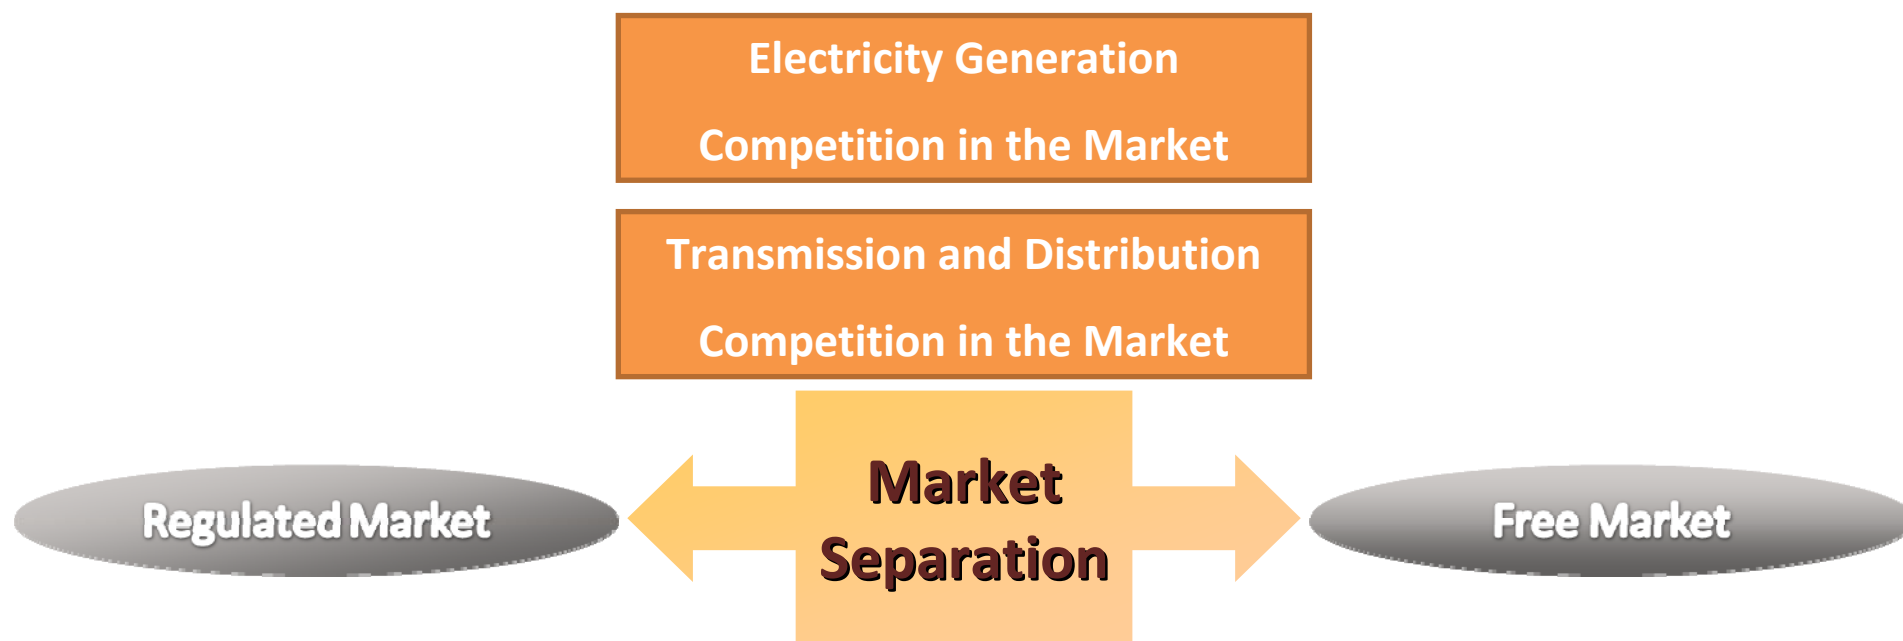 Electricity Generation
Competition in the Market
Transmission and Distribution
Competition in the Market
Market
Separation
Regulated Market
Free Market